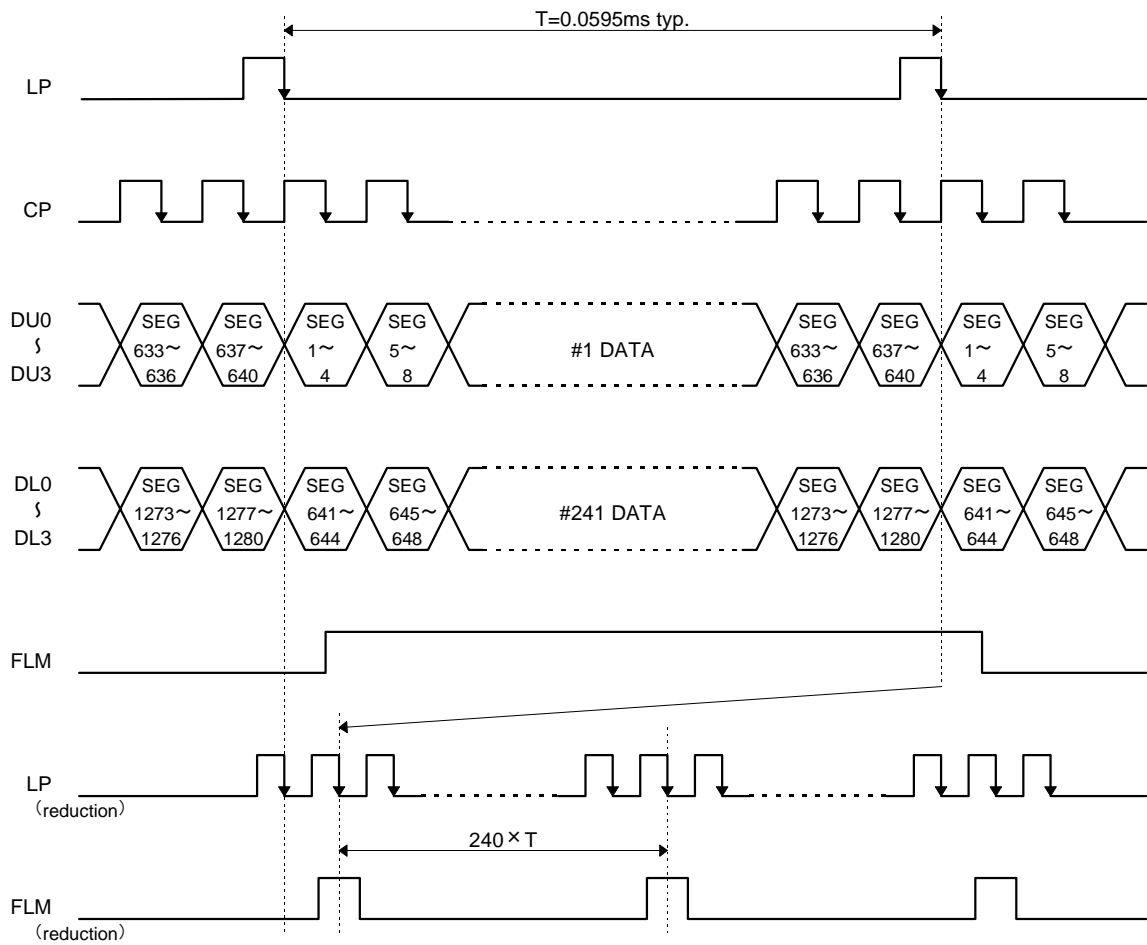 T=0.0595ms typ.
LP
CP
DU0
∫
DU3
SEG
633～
636
SEG
637～
640
SEG
1～
4
SEG
5～
8
#1 DATA
SEG
633～
636
SEG
637～
640
SEG
1～
4
SEG
5～
8
DL0
∫
DL3
SEG
1273～
1276
SEG
1277～
1280
SEG
641～
644
SEG
645～
648
#241 DATA
SEG
1273～
1276
SEG
1277～
1280
SEG
641～
644
SEG
645～
648
FLM
LP
（reduction）
240×T
FLM
（reduction）